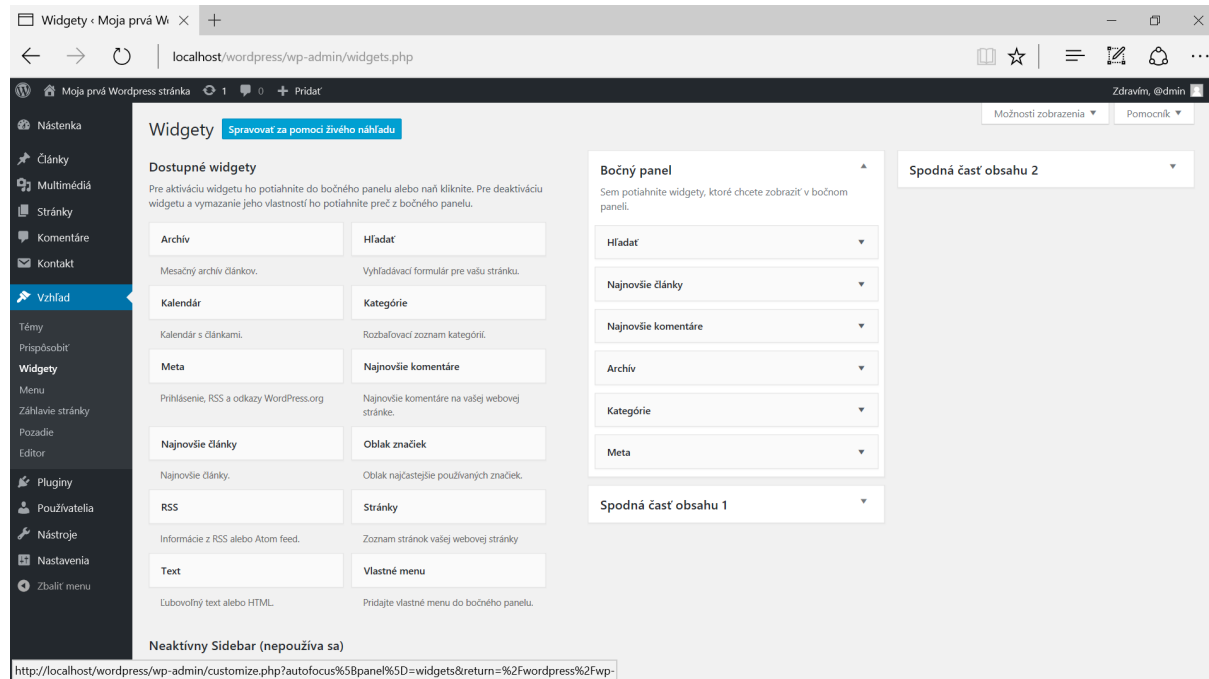 Widgety ‹ Moja prvá We
localhost/wordpress/wp-admin/widgets.php
Moja prvá Wordpress stránka 1 0 Pridať
Zdravím, @dmin
Nástenka
Články
Multimédiá
Stránky
Komentáre
Kontakt
Vzhľad
Témy
Prispôsobiť
Widgety
Menu
Záhlavie stránky
Pozadie
Editor
Pluginy
Používatelia
Nástroje
Nastavenia
Zbaliť menu
Možnosti zobrazenia
Pomocník
Widgety
Spravovať za pomoci živého náhľadu
Dostupné widgety
Pre aktiváciu widgetu ho potiahnite do bočného panelu alebo naň kliknite. Pre deaktiváciu
widgetu a vymazanie jeho vlastností ho potiahnite preč z bočného panelu.
Archív
Mesačný archív článkov.
Hľadať
Vyhľadávací formulár pre vašu stránku.
Kalendár
Kalendár s článkami.
Kategórie
Rozbaľovací zoznam kategórií.
Meta
Prihlásenie, RSS a odkazy WordPress.org
Najnovšie komentáre
Najnovšie komentáre na vašej webovej
stránke.
Najnovšie články
Najnovšie články.
Oblak značiek
Oblak najčastejšie používaných značiek.
RSS
Informácie z RSS alebo Atom feed.
Stránky
Zoznam stránok vašej webovej stránky
Text
Ľubovoľný text alebo HTML.
Vlastné menu
Pridajte vlastné menu do bočného panelu.
Neaktívny Sidebar (nepoužíva sa)
Bočný panel
Sem potiahnite widgety, ktoré chcete zobraziť v bočnom
paneli.
Hľadať
Najnovšie články
Najnovšie komentáre
Archív
Kategórie
Meta
Spodná časť obsahu 1
Spodná časť obsahu 2
http://localhost/wordpress/wp-admin/customize.php?autofocus%5Bpanel%5D=widgets&return=%2Fwordpress%2Fwp-